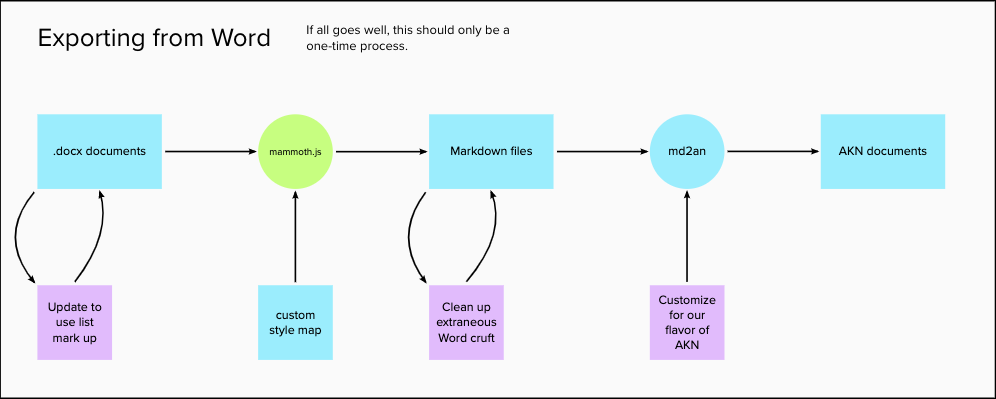 Exporting from Word
If all goes well, this should only be a
one-time process.
.docx documents
mammoth.js
Markdown files
md2an
AKN documents
Update to
use list
mark up
custom
style map
Clean up
extraneous
Word cruft
Customize
for our
flavor of
AKN